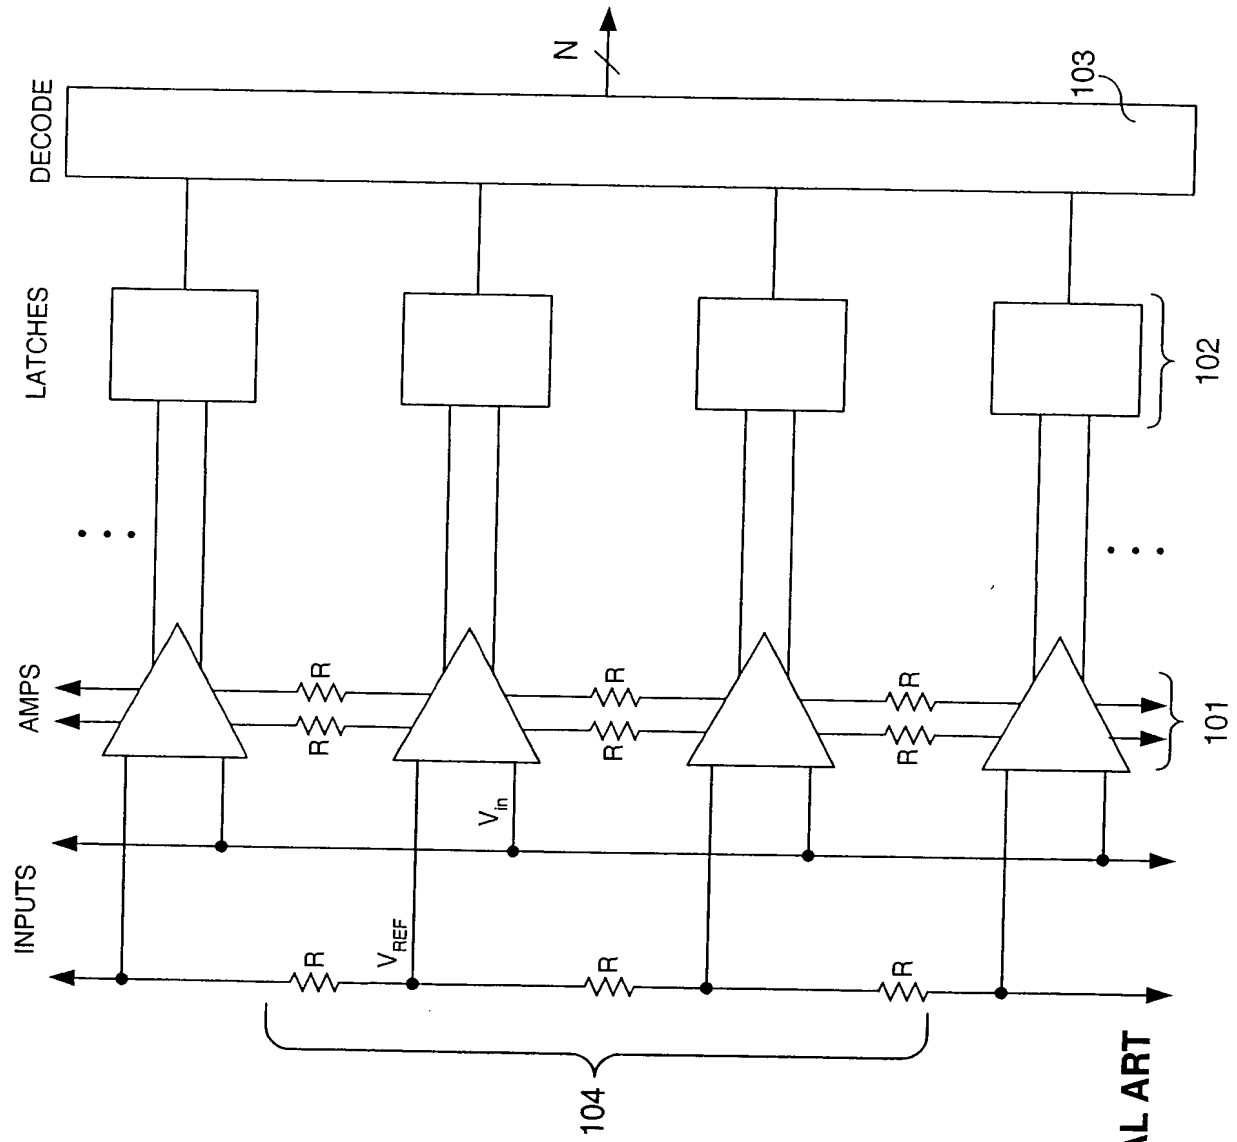 INPUTS
AMPS
LATCHES
DECODE
V_REF
V_in
R
R
R
R
R
R
R
R
R
N
104
101
102
103
AL ART